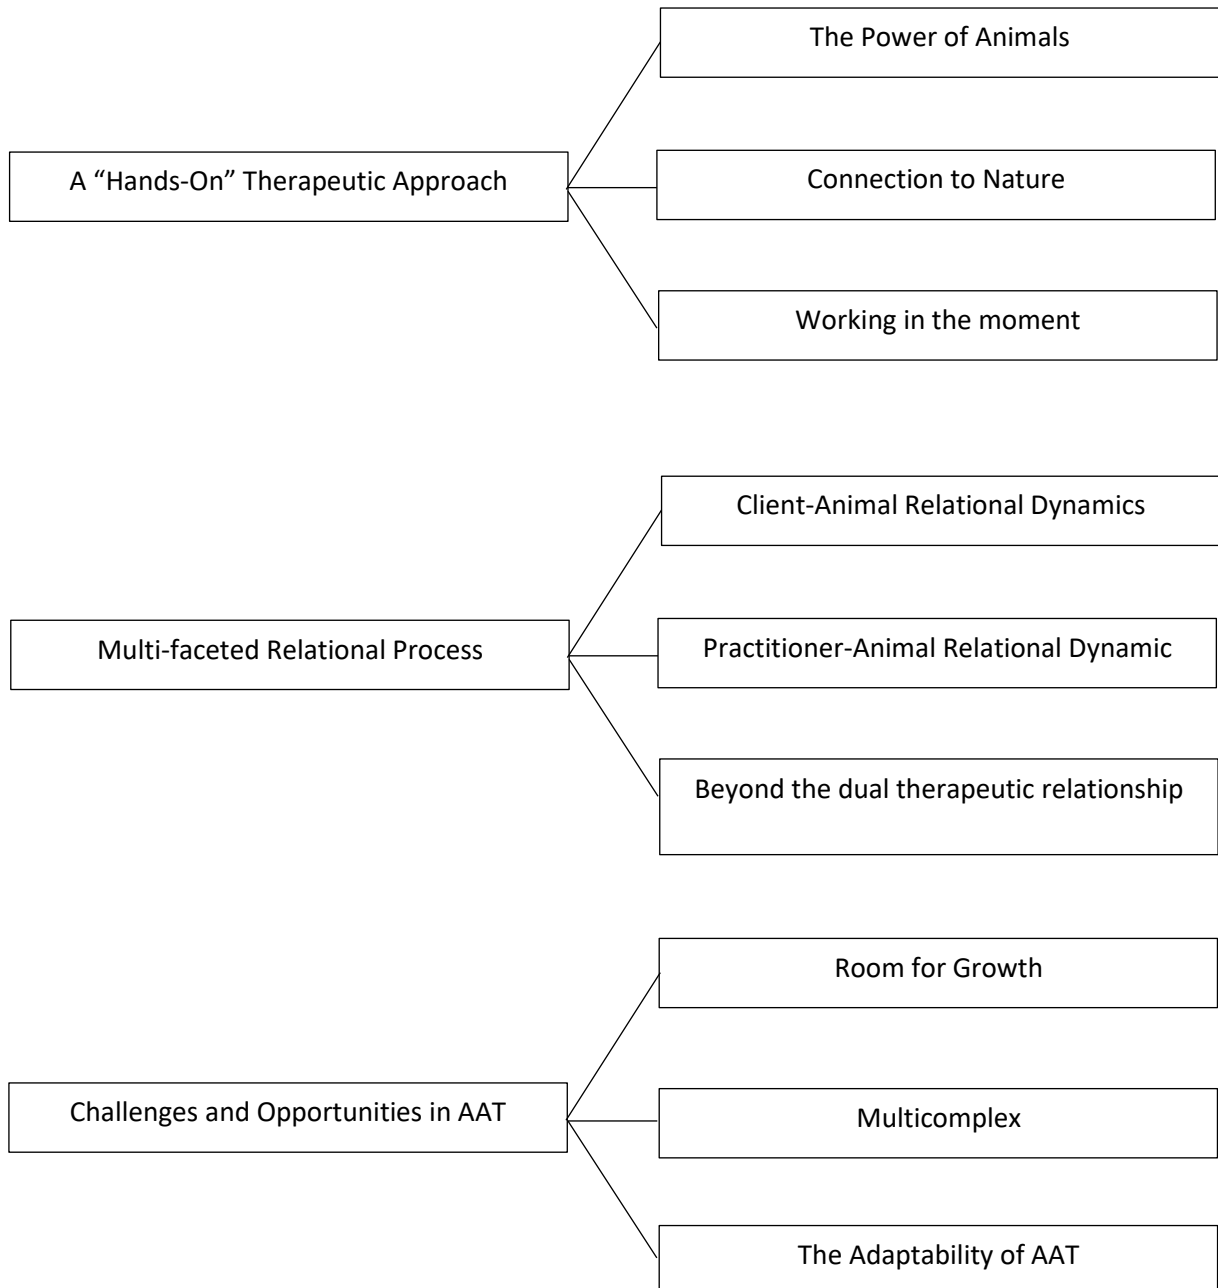 The Power of Animals
A “Hands-On” Therapeutic Approach
Connection to Nature
Working in the moment
Client-Animal Relational Dynamics
Multi-faceted Relational Process
Practitioner-Animal Relational Dynamic
Beyond the dual therapeutic relationship
Room for Growth
Challenges and Opportunities in AAT
Multicomplex
The Adaptability of AAT